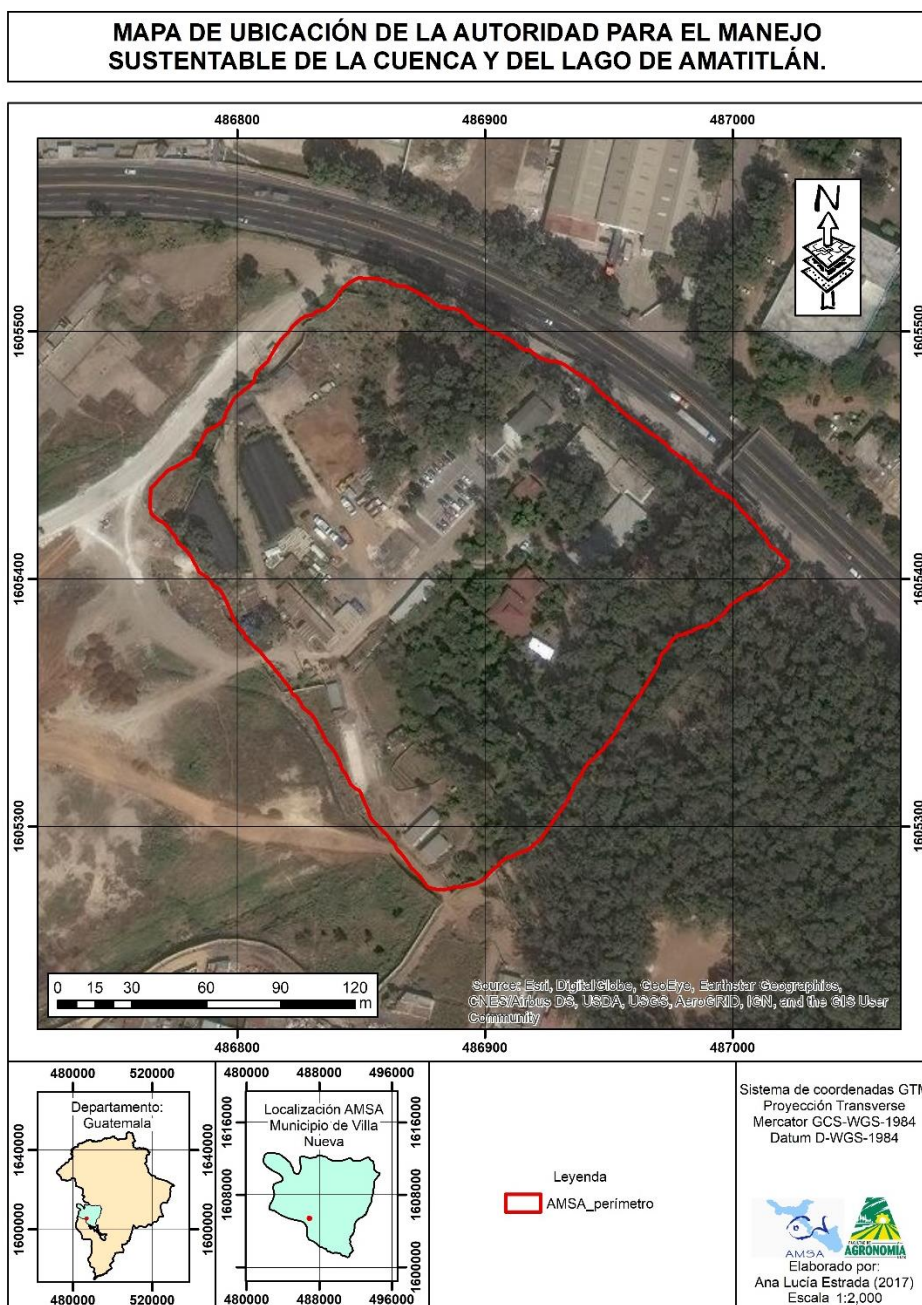 MAPA DE UBICACIÓN DE LA AUTORIDAD PARA EL MANEJO
SUSTENTABLE DE LA CUENCA Y DEL LAGO DE AMATITLÁN.
486800 486900 487000
N
1605500 1605500
1605400 1605400
1605300 1605300
0 15 30 60 90 120
m
Source: Esri, DigitalGlobe, GeoEye, Earthstar Geographics,
CNES/Airbus DS, USDA, USGS, AeroGRID, IGN, and the GIS User
Community
486800 486900 487000
480000 520000
Departamento:
Guatemala
1640000 1640000
1600000 1600000
480000 520000
480000 488000 496000
Localización AMSA
Municipio de Villa
Nueva
1616000 1616000
1608000 1608000
1600000 1600000
480000 488000 496000
Leyenda
AMSA_perímetro
Sistema de coordenadas GTM
Proyección Transverse
Mercator GCS-WGS-1984
Datum D-WGS-1984
AMSA
FACULTAD DE
AGRONOMÍA
Elaborado por:
Ana Lucía Estrada (2017)
Escala 1:2,000